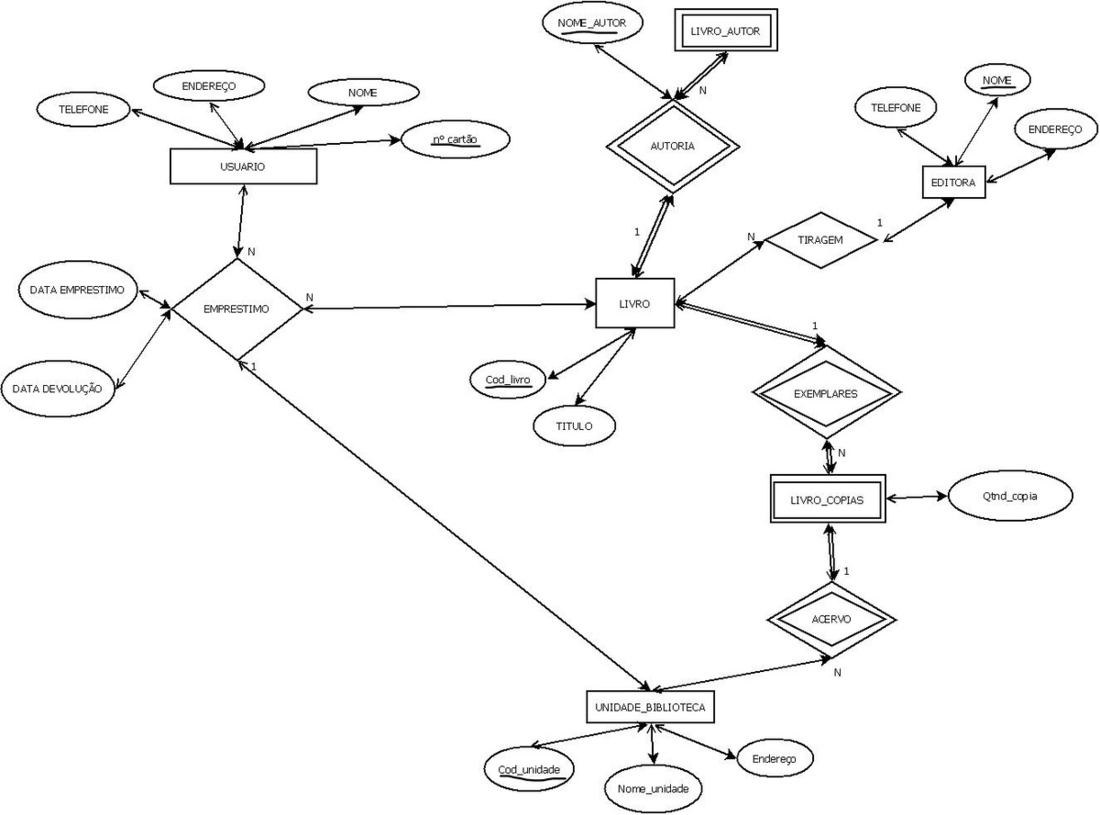 NOME_AUTOR
LIVRO_AUTOR
ENDEREÇO
NOME
TELEFONE
nº cartão
USUARIO
N
AUTORIA
NOME
TELEFONE
ENDEREÇO
EDITORA
1
N
TIRAGEM
1
N
DATA EMPRESTIMO
EMPRESTIMO
N
LIVRO
1
DATA DEVOLUÇÃO
1
Cod_livro
TITULO
EXEMPLARES
N
LIVRO_COPIAS
Qtnd_copia
1
ACERVO
N
UNIDADE_BIBLIOTECA
Cod_unidade
Nome_unidade
Endereço